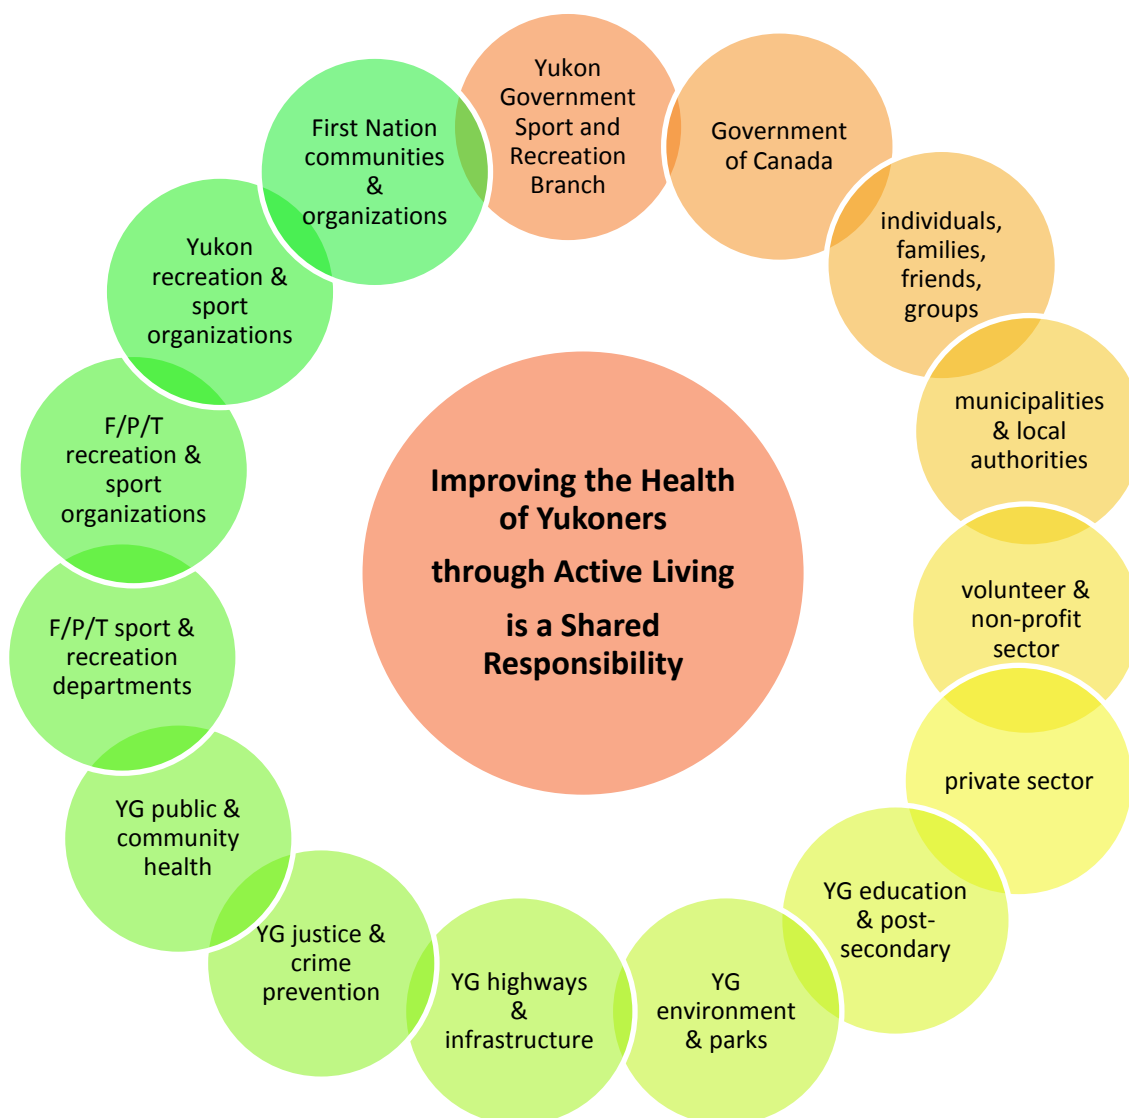 Yukon
Government
Sport and
Recreation
Branch
Government
of Canada
individuals,
families,
friends,
groups
municipalities
& local
authorities
volunteer &
non-profit
sector
private sector
YG education
& post-
secondary
YG
environment
& parks
YG highways
&
infrastructure
YG justice &
crime
prevention
YG public &
community
health
F/P/T sport &
recreation
departments
F/P/T
recreation &
sport
organizations
Yukon
recreation &
sport
organizations
First Nation
communities
&
organizations
Improving the Health
of Yukoners
through Active Living
is a Shared
Responsibility